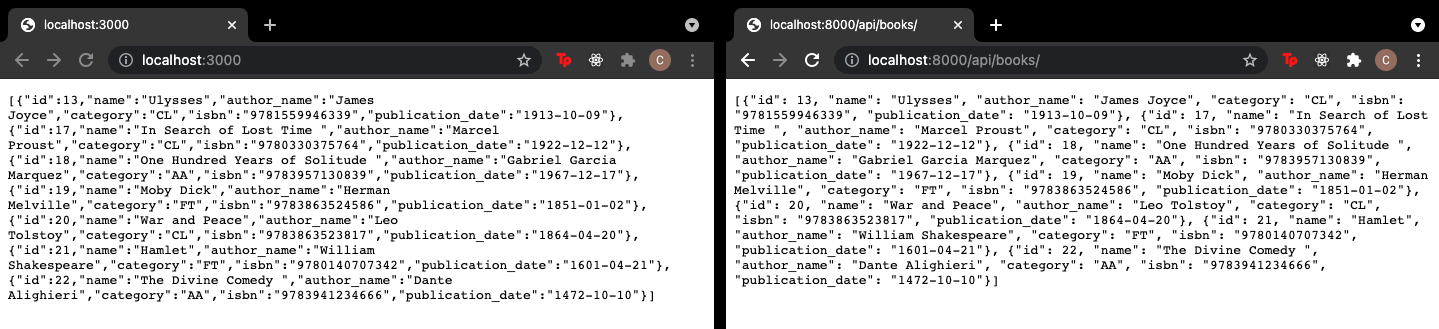 localhost:3000
localhost:3000
Tp
C
[{"id":13,"name":"Ulysses","author_name":"James
Joyce","category":"CL","isbn":"9781559946339","publication_date":"1913-10-09"},
{"id":17,"name":"In Search of Lost Time ","author_name":"Marcel
Proust","category":"CL","isbn":"9780330375764","publication_date":"1922-12-12"},
{"id":18,"name":"One Hundred Years of Solitude ","author_name":"Gabriel Garcia
Marquez","category":"AA","isbn":"9783957130839","publication_date":"1967-12-17"},
{"id":19,"name":"Moby Dick","author_name":"Herman
Melville","category":"FT","isbn":"9783863524586","publication_date":"1851-01-02"},
{"id":20,"name":"War and Peace","author_name":"Leo
Tolstoy","category":"CL","isbn":"9783863523817","publication_date":"1864-04-20"},
{"id":21,"name":"Hamlet","author_name":"William
Shakespeare","category":"FT","isbn":"9780140707342","publication_date":"1601-04-21"},
{"id":22,"name":"The Divine Comedy ","author_name":"Dante
Alighieri","category":"AA","isbn":"9783941234666","publication_date":"1472-10-10"}]
localhost:8000/api/books/
localhost:8000/api/books/
Tp
C
[{"id": 13, "name": "Ulysses", "author_name": "James Joyce", "category": "CL", "isbn":
"9781559946339", "publication_date": "1913-10-09"}, {"id": 17, "name": "In Search of Lost
Time ", "author_name": "Marcel Proust", "category": "CL", "isbn": "9780330375764",
"publication_date": "1922-12-12"}, {"id": 18, "name": "One Hundred Years of Solitude ",
"author_name": "Gabriel Garcia Marquez", "category": "AA", "isbn": "9783957130839",
"publication_date": "1967-12-17"}, {"id": 19, "name": "Moby Dick", "author_name": "Herman
Melville", "category": "FT", "isbn": "9783863524586", "publication_date": "1851-01-02"},
{"id": 20, "name": "War and Peace", "author_name": "Leo Tolstoy", "category": "CL",
"isbn": "9783863523817", "publication_date": "1864-04-20"}, {"id": 21, "name": "Hamlet",
"author_name": "William Shakespeare", "category": "FT", "isbn": "9780140707342",
"publication_date": "1601-04-21"}, {"id": 22, "name": "The Divine Comedy ",
"author_name": "Dante Alighieri", "category": "AA", "isbn": "9783941234666",
"publication_date": "1472-10-10"}]